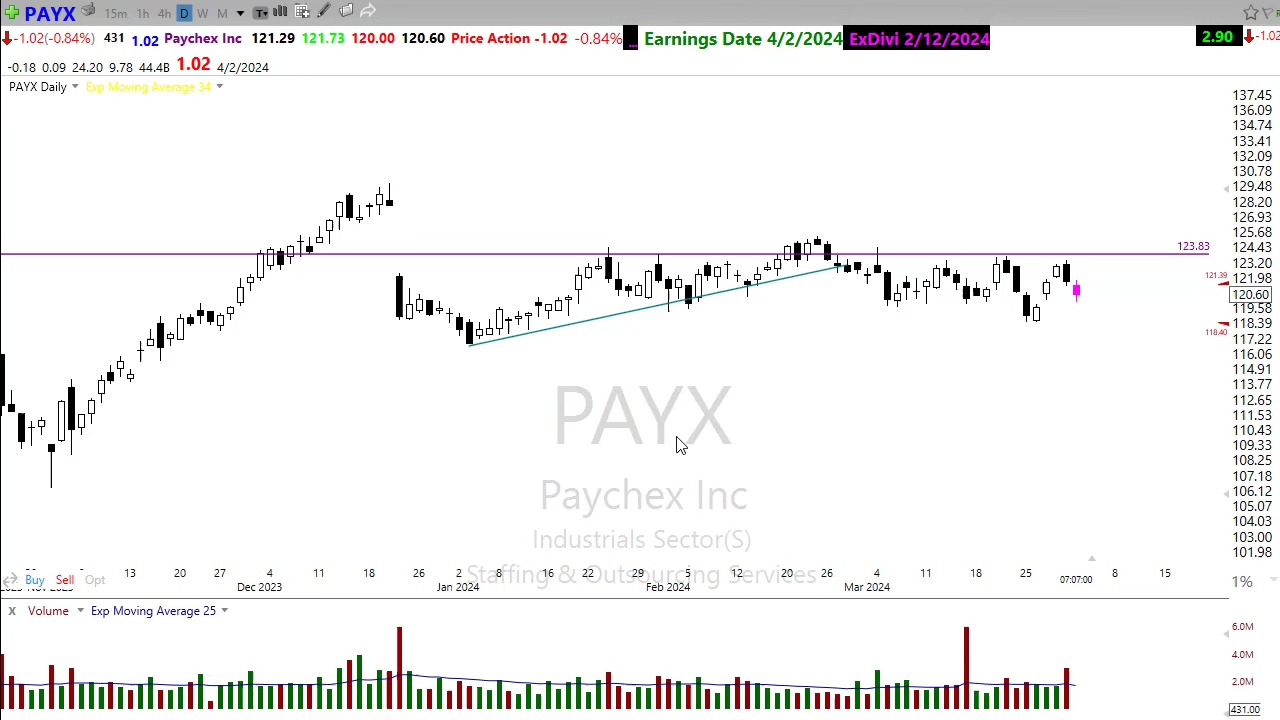 PAYX 15m 1h 4h D W M T
-1.02(-0.84%) 431 1.02 Paychex Inc 121.29 121.73 120.00 120.60 Price Action -1.02 -0.84% ... Earnings Date 4/2/2024 ExDivi 2/12/2024 2.90 -1.02
-0.18 0.09 24.20 9.78 44.4B 1.02 4/2/2024
PAYX Daily Exp Moving Average 34
137.45
136.09
134.74
133.41
132.09
130.78
129.48
128.20
126.93
125.68
123.83
124.43
123.20
121.39
121.98
120.60
119.58
118.39
118.40
117.22
116.06
114.91
113.77
112.65
111.53
110.43
109.33
108.25
107.18
106.12
105.07
104.03
103.00
101.98
PAYX
Paychex Inc
Industrials Sector(S)
Staffing & Outsourcing Services
Buy Sell Opt
13 20 27 4 11 18 26 2 8 16 22 29 5 12 20 26 4 11 18 25 07:07:00 8 15
Dec 2023 Jan 2024 Feb 2024 Mar 2024
1%
X Volume Exp Moving Average 25
6.0M
4.0M
2.0M
431.00